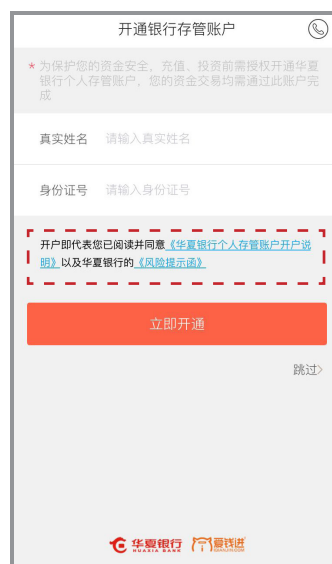 开通银行存管账户
* 为保护您的资金安全，充值、投资前需授权开通华夏
银行个人存管账户，您的资金交易均需通过此账户完
成
真实姓名 请输入真实姓名
身份证号 请输入身份证号
开户即代表您已阅读并同意《华夏银行个人存管账户开户说
明》以及华夏银行的《风险提示函》
立即开通
跳过>
华夏银行 爱钱进
HUAXIA BANK